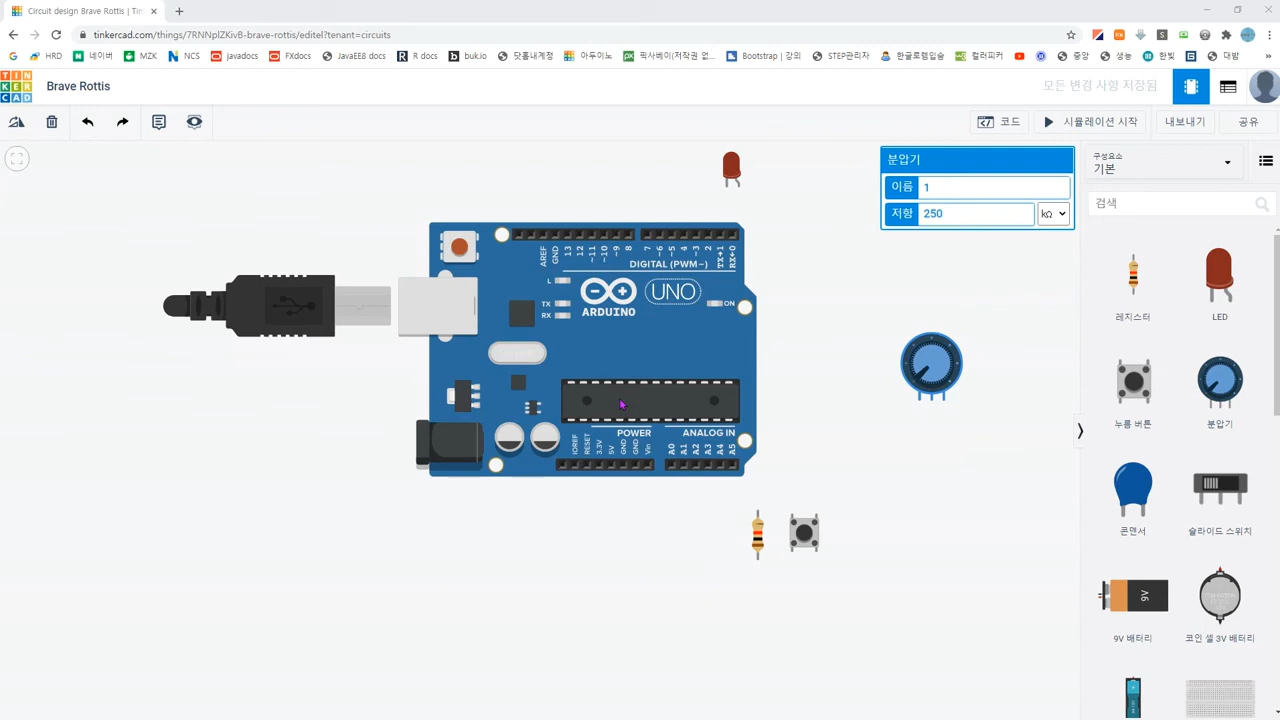 Circuit design Brave Rottis | Tin
tinkercad.com/things/7RNNplZKivB-brave-rottis/editel?tenant=circuits
HRD
네이버
MZK
NCS
javadocs
FXdocs
JavaEE8 docs
R docs
buk.io
닷홈내계정
아두이노
픽사베이(저작권 없...
Bootstrap | 강의
STEP관리자
한글로렘입숨
컬러피커
중앙
생능
한빛
대밤
TIN
KER
CAD
Brave Rottis
모든 변경 사항 저장됨
코드
시뮬레이션 시작
내보내기
공유
분압기
이름 1
저항 250 kΩ
구성요소
기본
검색
AREF
GND
13
12
~11
~10
~9
8
7
~6
~5
4
~3
2
TX→1
RX←0
DIGITAL (PWM~)
L
TX
RX
ARDUINO
UNO
ON
POWER
ANALOG IN
IOREF
RESET
3.3V
5V
GND
GND
Vin
A0
A1
A2
A3
A4
A5
레지스터
LED
누름 버튼
분압기
콘덴서
슬라이드 스위치
9V
9V 배터리
코인 셀 3V 배터리